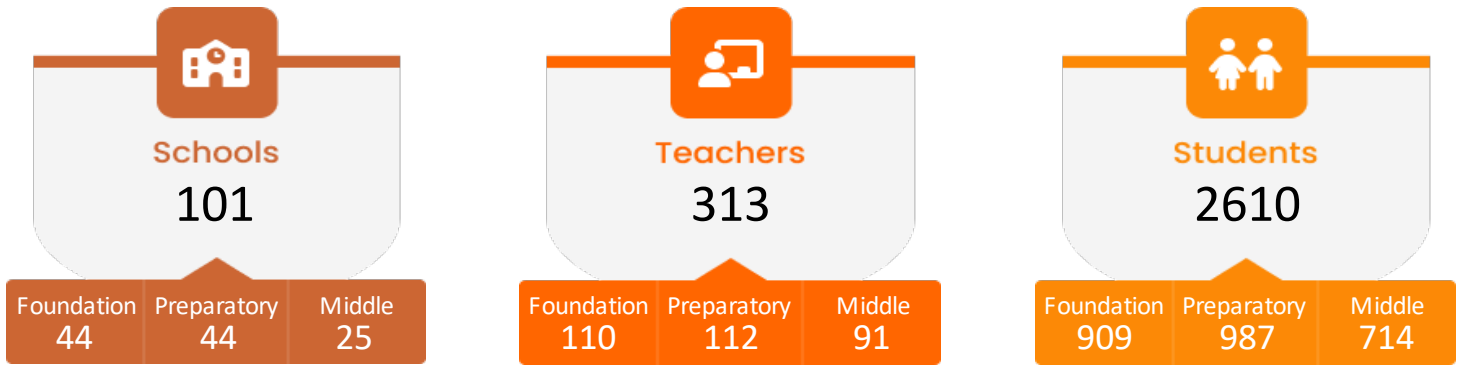 Schools
101
Foundation Preparatory Middle
44 44 25
Teachers
313
Foundation Preparatory Middle
110 112 91
Students
2610
Foundation Preparatory Middle
909 987 714